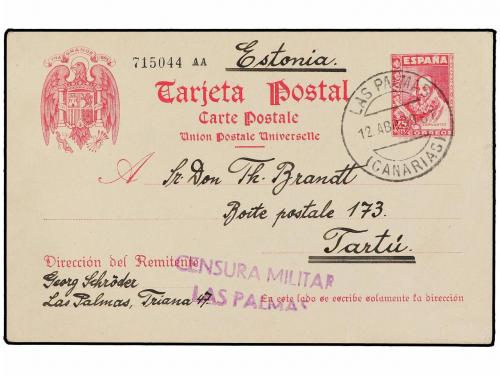 715044 AA
Estonia.
Tarjeta Postal
Carte Postale
Union Postale Universelle
ESPAÑA
CORREOS
LAS PALMAS
12 AB
(CANARIAS)
A Sr. Don Th. Brandt
Boite postale 173.
Tartú.
Dirección del Remitente
Georg Schröder
Las Palmas, Triana 47.
CENSURA MILITAR
LAS PALMAS
En este lado se escribe solamente la dirección